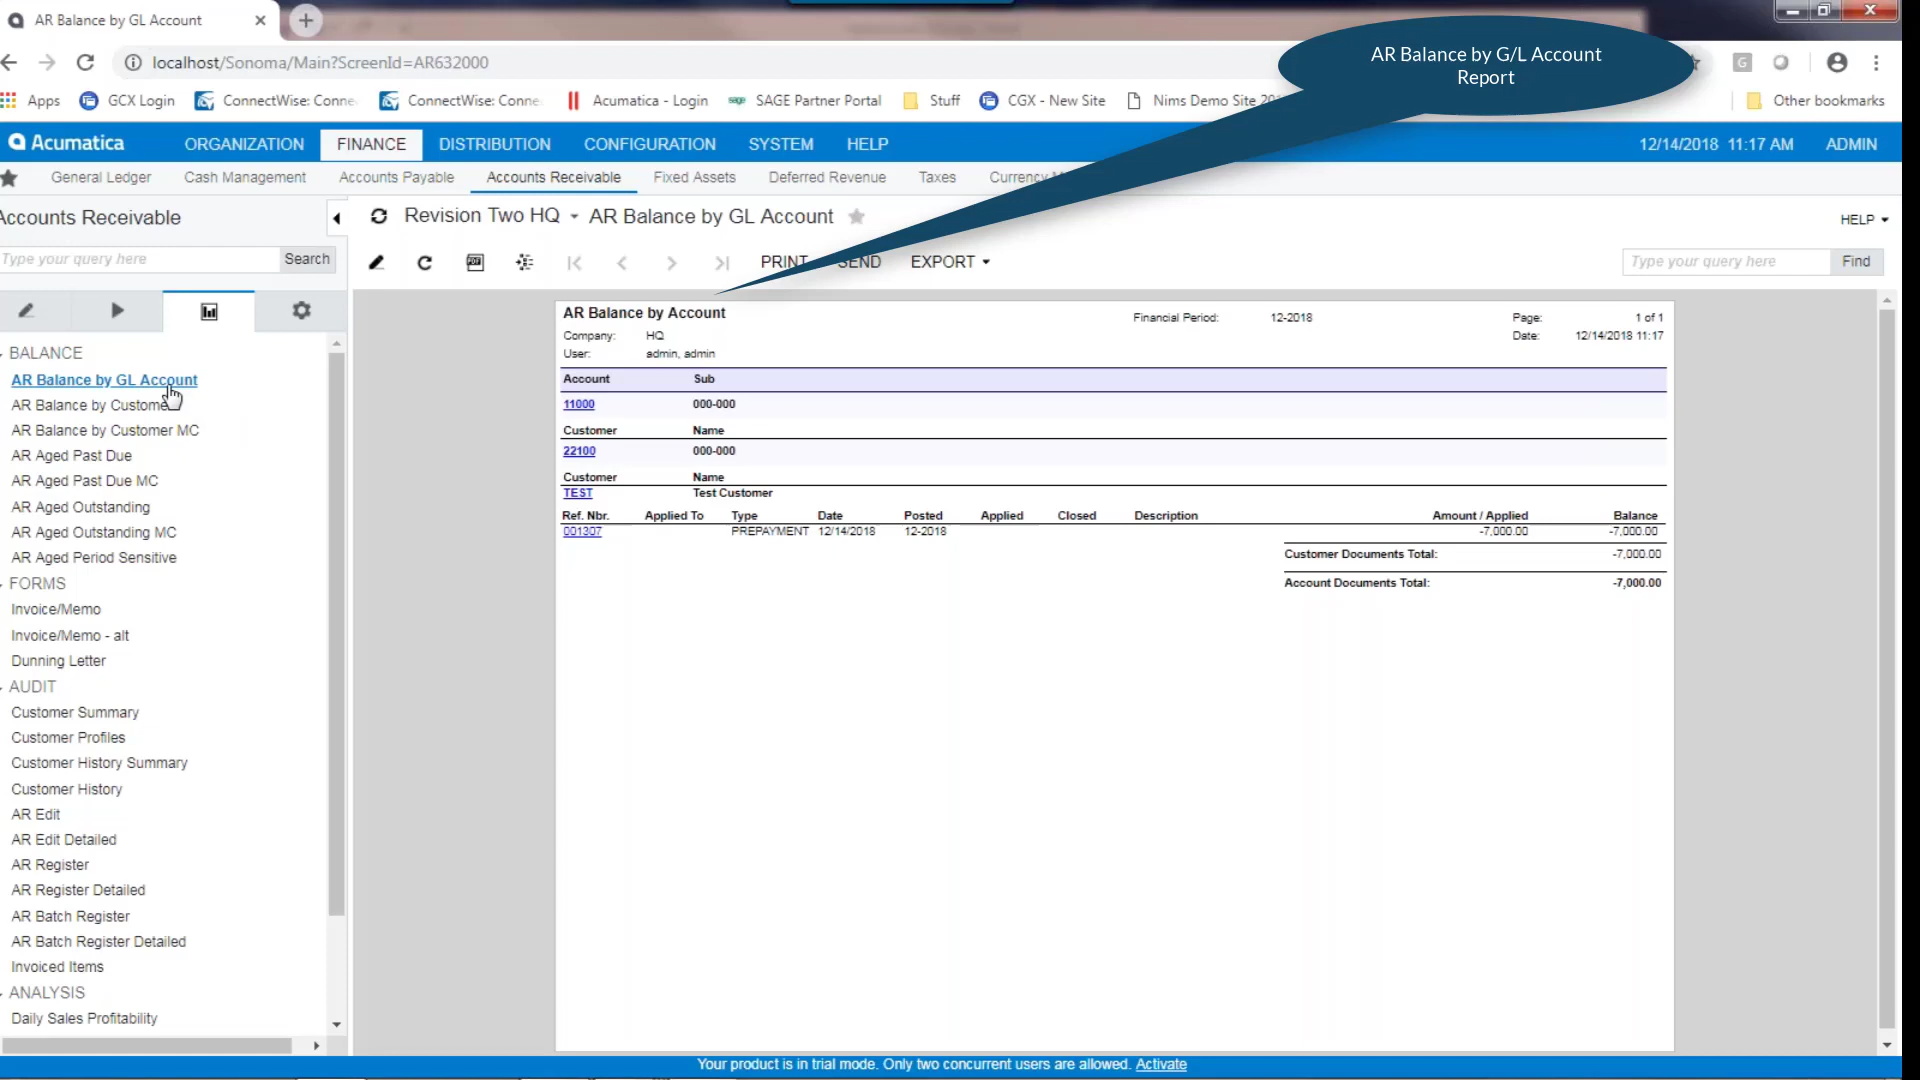 AR Balance by GL Account
AR Balance by G/L Account
Report
localhost/Sonoma/Main?ScreenId=AR632000
Apps
GCX Login
ConnectWise: Conne
ConnectWise: Conne
Acumatica - Login
SAGE Partner Portal
Stuff
CGX - New Site
Nims Demo Site
Other bookmarks
Acumatica
ORGANIZATION
FINANCE
DISTRIBUTION
CONFIGURATION
SYSTEM
HELP
12/14/2018 11:17 AM
ADMIN
General Ledger
Cash Management
Accounts Payable
Accounts Receivable
Fixed Assets
Deferred Revenue
Taxes
Currency
Accounts Receivable
Type your query here
Search
Revision Two HQ
AR Balance by GL Account
HELP
PRINT
SEND
EXPORT
Type your query here
Find
BALANCE
AR Balance by GL Account
AR Balance by Customer
AR Balance by Customer MC
AR Aged Past Due
AR Aged Past Due MC
AR Aged Outstanding
AR Aged Outstanding MC
AR Aged Period Sensitive
FORMS
Invoice/Memo
Invoice/Memo - alt
Dunning Letter
AUDIT
Customer Summary
Customer Profiles
Customer History Summary
Customer History
AR Edit
AR Edit Detailed
AR Register
AR Register Detailed
AR Batch Register
AR Batch Register Detailed
Invoiced Items
ANALYSIS
Daily Sales Profitability
AR Balance by Account
Financial Period: 12-2018
Page: 1 of 1
Company: HQ
Date: 12/14/2018 11:17
User: admin, admin
Account Sub
11000 000-000
Customer Name
22100 000-000
Customer Name
TEST Test Customer
Ref. Nbr. Applied To Type Date Posted Applied Closed Description Amount / Applied Balance
001307 PREPAYMENT 12/14/2018 12-2018 -7,000.00 -7,000.00
Customer Documents Total: -7,000.00
Account Documents Total: -7,000.00
Your product is in trial mode. Only two concurrent users are allowed. Activate